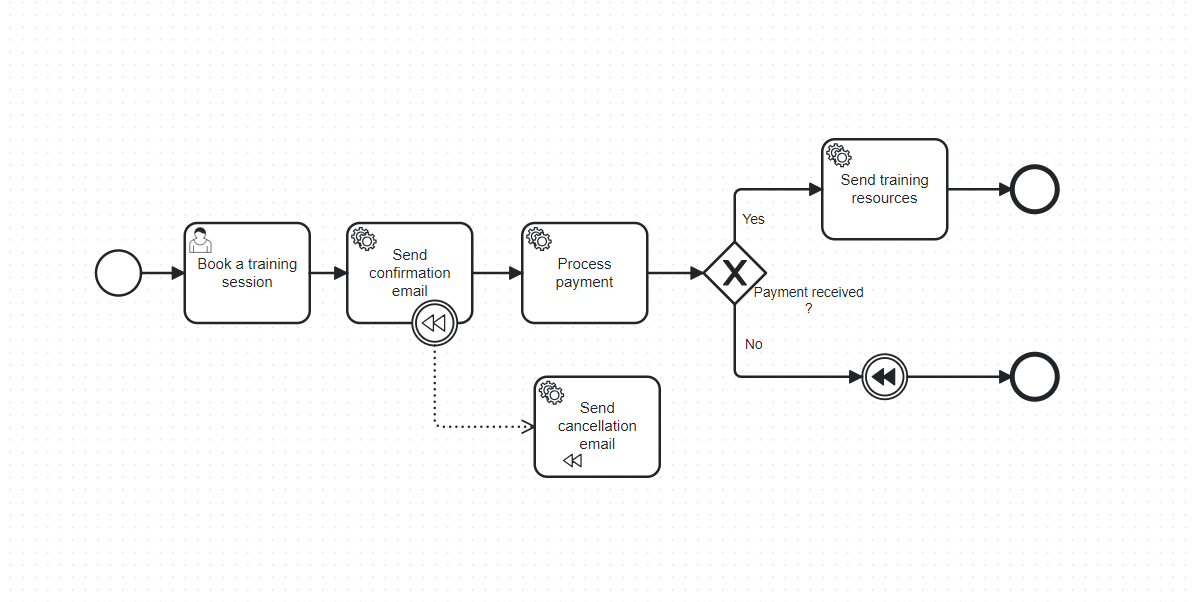 Book a training
session
Send
confirmation
email
Process
payment
Yes
Send training
resources
Payment received
?
No
Send
cancellation
email